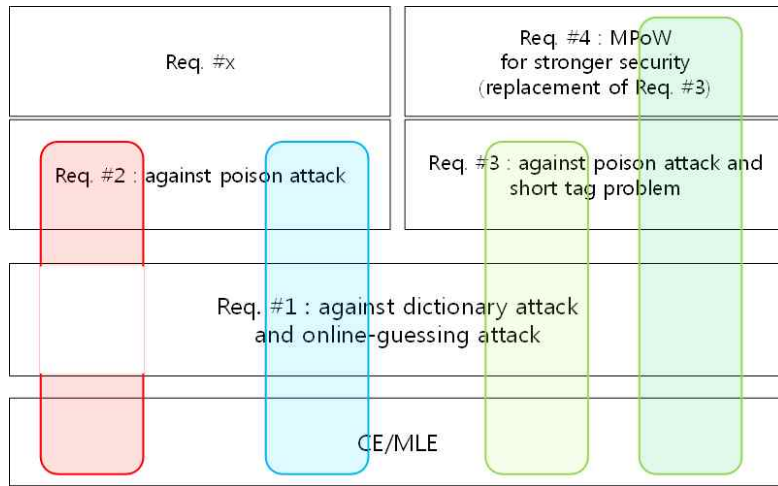 Req. #x
Req. #4 : MPoW
for stronger security
(replacement of Req. #3)
Req. #2 : against poison attack
Req. #3 : against poison attack and
short tag problem
Req. #1 : against dictionary attack
and online-guessing attack
CE/MLE